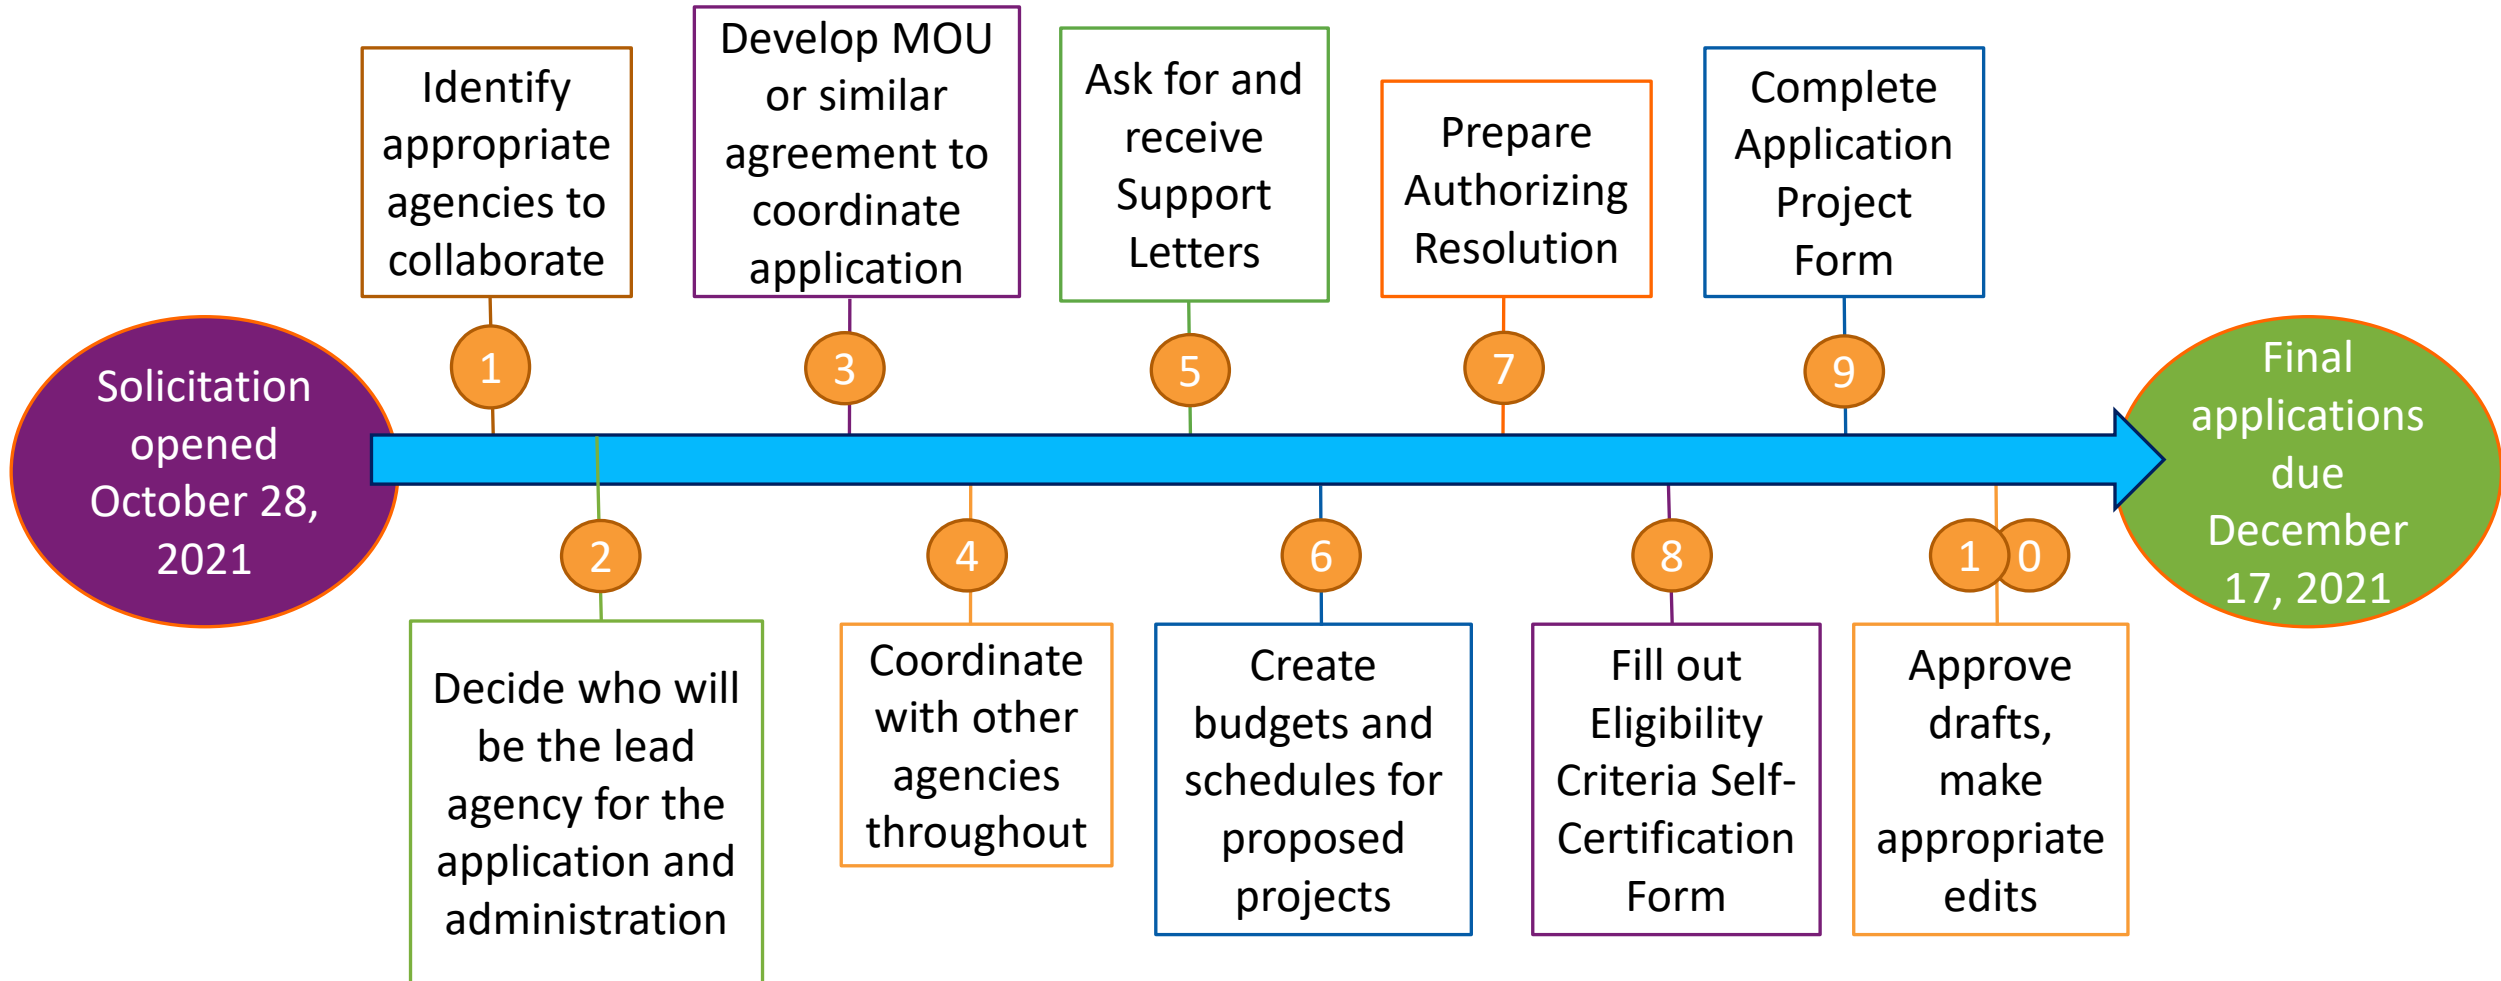 Solicitation
opened
October 28,
2021
Identify
appropriate
agencies to
collaborate
1
2
Decide who will
be the lead
agency for the
application and
administration
Develop MOU
or similar
agreement to
coordinate
application
3
4
Coordinate
with other
agencies
throughout
Ask for and
receive
Support
Letters
5
6
Create
budgets and
schedules for
proposed
projects
Prepare
Authorizing
Resolution
7
8
Fill out
Eligibility
Criteria Self-
Certification
Form
Complete
Application
Project
Form
9
1 0
Approve
drafts,
make
appropriate
edits
Final
applications
due
December
17, 2021